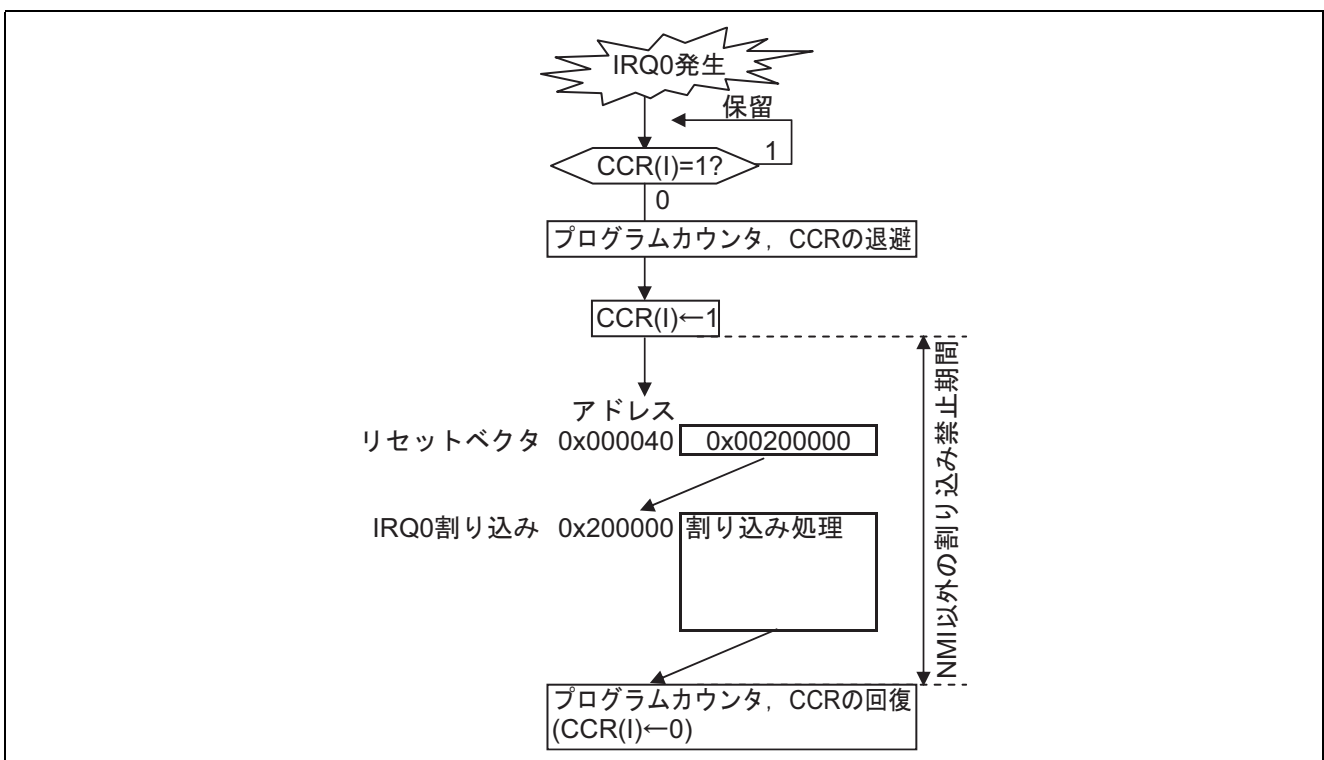 IRQ0発生
保留
CCR(I)=1?
1
0
プログラムカウンタ，CCRの退避
CCR(I)←1
アドレス
リセットベクタ 0x000040 0x00200000
IRQ0割り込み 0x200000 割り込み処理
NMI以外の割り込み禁止期間
プログラムカウンタ，CCRの回復
(CCR(I)←0)